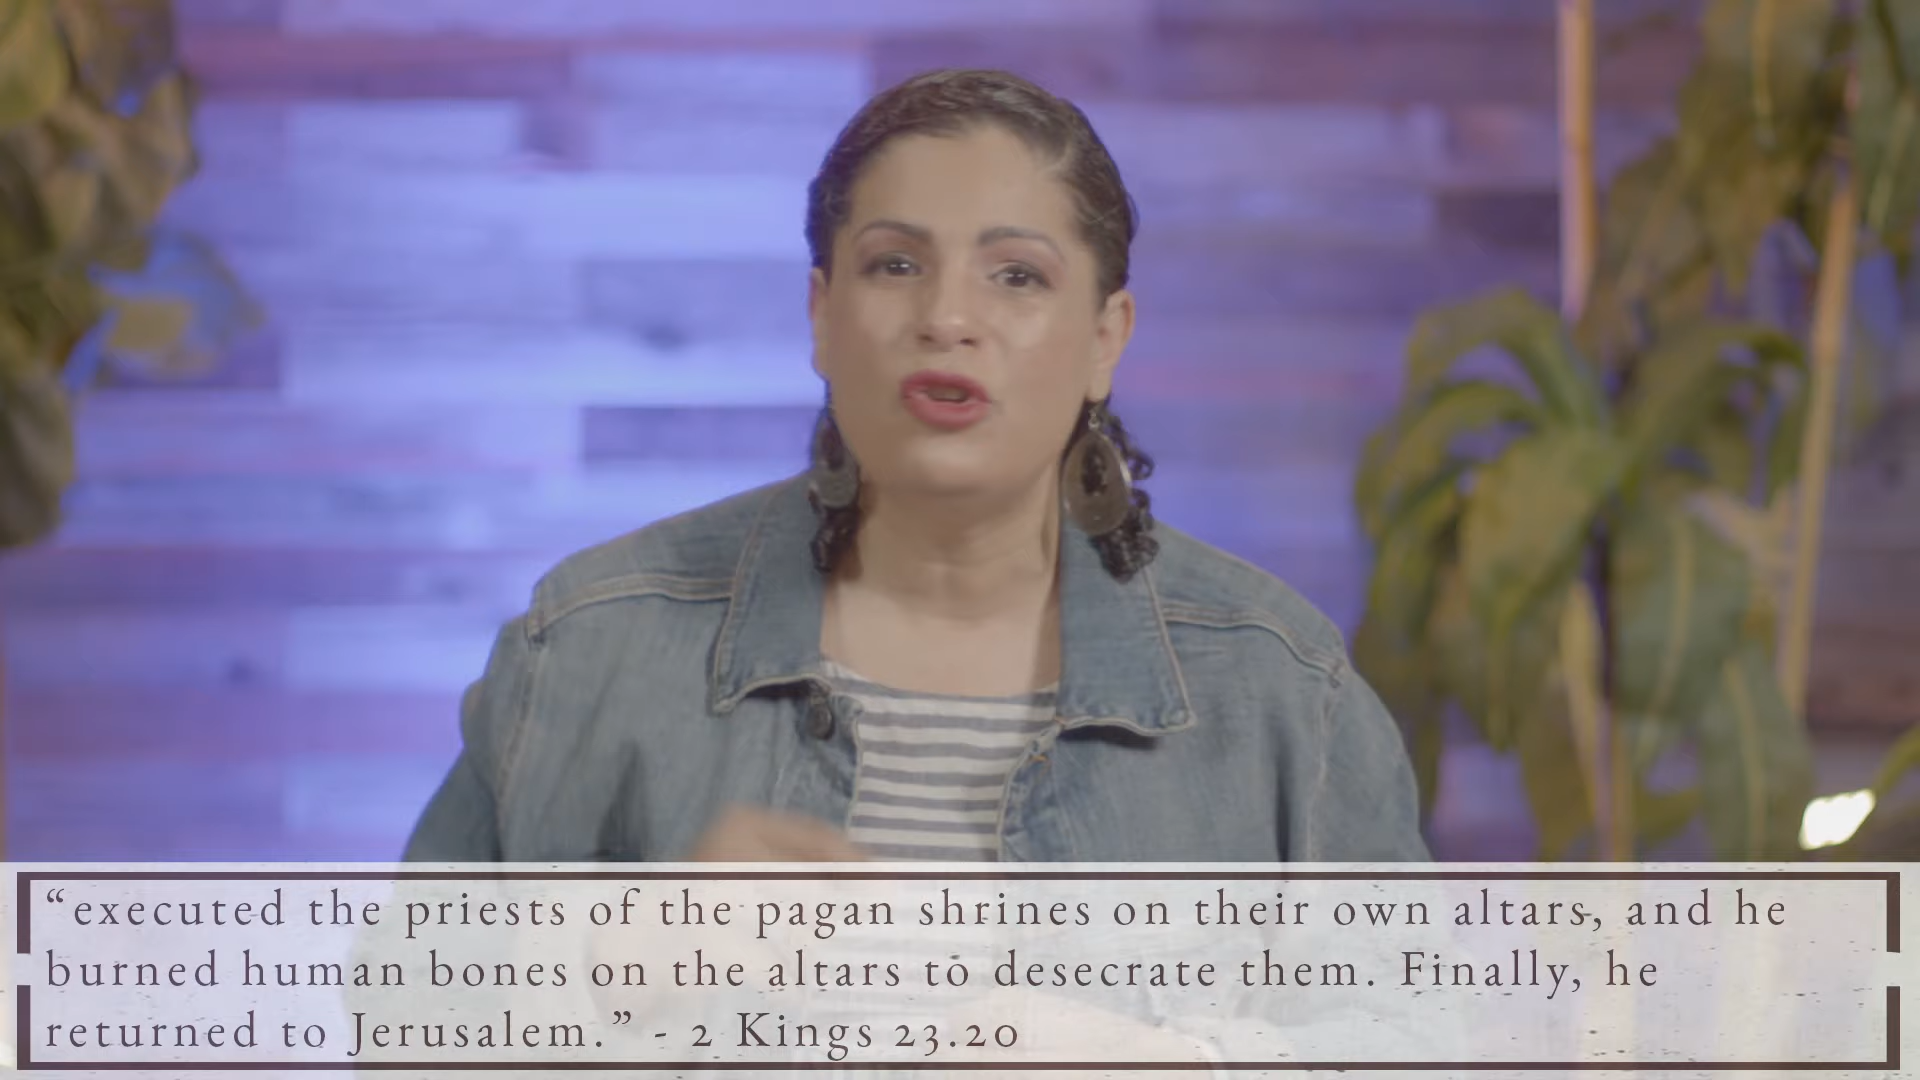 “executed the priests of the pagan shrines on their own altars, and he
burned human bones on the altars to desecrate them. Finally, he
returned to Jerusalem.” - 2 Kings 23.20